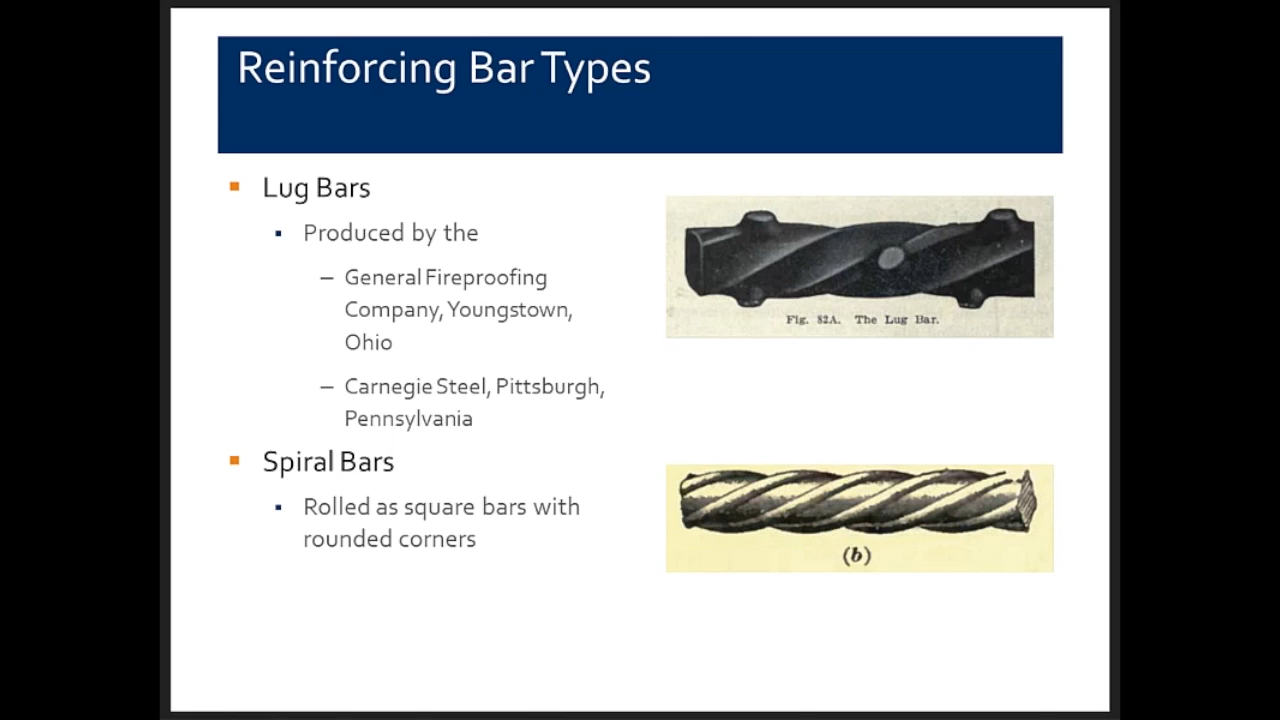 Reinforcing Bar Types
▪ Lug Bars
▪ Produced by the
– General Fireproofing
Company, Youngstown,
Ohio
– Carnegie Steel, Pittsburgh,
Pennsylvania
▪ Spiral Bars
▪ Rolled as square bars with
rounded corners
Fig. 82A. The Lug Bar.
(b)